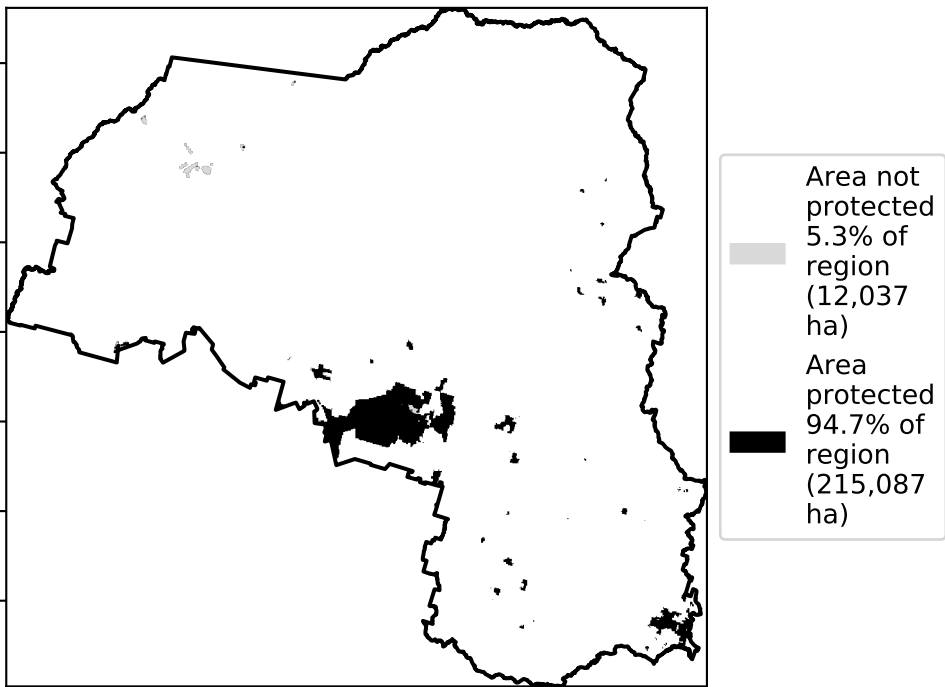 Area not
protected
5.3% of
region
(12,037
ha)
Area
protected
94.7% of
region
(215,087
ha)